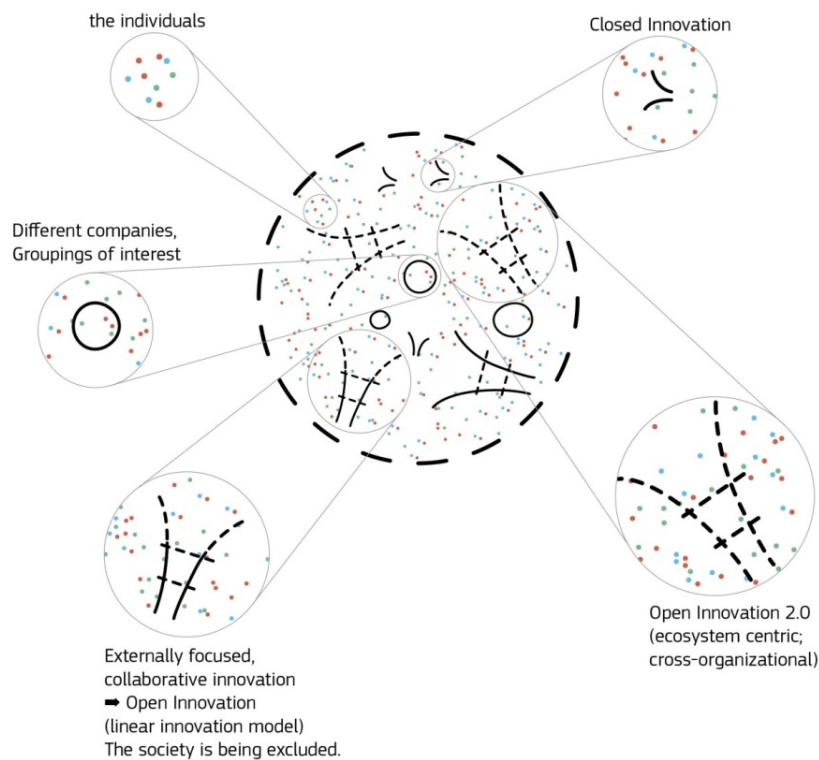 the individuals
Closed Innovation
Different companies,
Groupings of interest
Open Innovation 2.0
(ecosystem centric;
cross-organizational)
Externally focused,
collaborative innovation
➡ Open Innovation
(linear innovation model)
The society is being excluded.